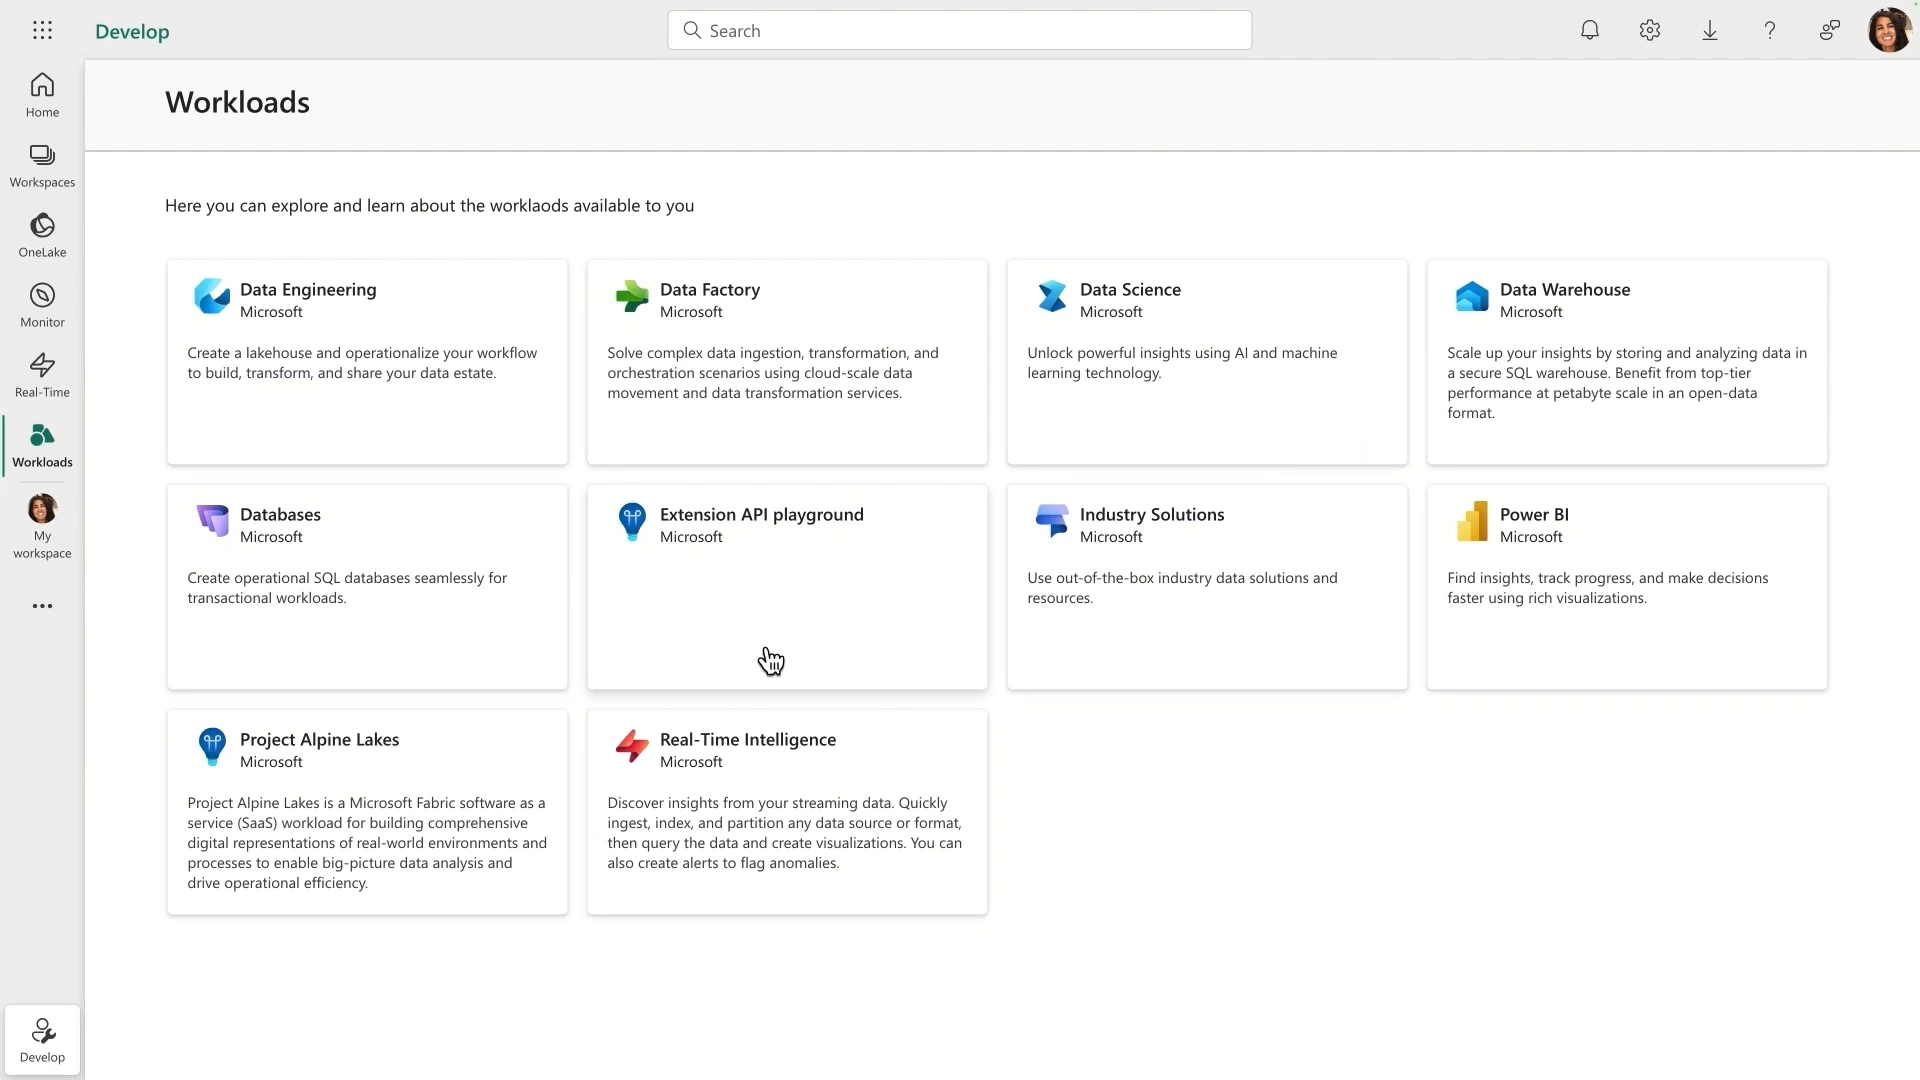 Develop
Search
Home
Workspaces
OneLake
Monitor
Real-Time
Workloads
My
workspace
Develop
Workloads
Here you can explore and learn about the worklaods available to you
Data Engineering
Microsoft
Create a lakehouse and operationalize your workflow
to build, transform, and share your data estate.
Data Factory
Microsoft
Solve complex data ingestion, transformation, and
orchestration scenarios using cloud-scale data
movement and data transformation services.
Data Science
Microsoft
Unlock powerful insights using AI and machine
learning technology.
Data Warehouse
Microsoft
Scale up your insights by storing and analyzing data in
a secure SQL warehouse. Benefit from top-tier
performance at petabyte scale in an open-data
format.
Databases
Microsoft
Create operational SQL databases seamlessly for
transactional workloads.
Extension API playground
Microsoft
Industry Solutions
Microsoft
Use out-of-the-box industry data solutions and
resources.
Power BI
Microsoft
Find insights, track progress, and make decisions
faster using rich visualizations.
Project Alpine Lakes
Microsoft
Project Alpine Lakes is a Microsoft Fabric software as a
service (SaaS) workload for building comprehensive
digital representations of real-world environments and
processes to enable big-picture data analysis and
drive operational efficiency.
Real-Time Intelligence
Microsoft
Discover insights from your streaming data. Quickly
ingest, index, and partition any data source or format,
then query the data and create visualizations. You can
also create alerts to flag anomalies.